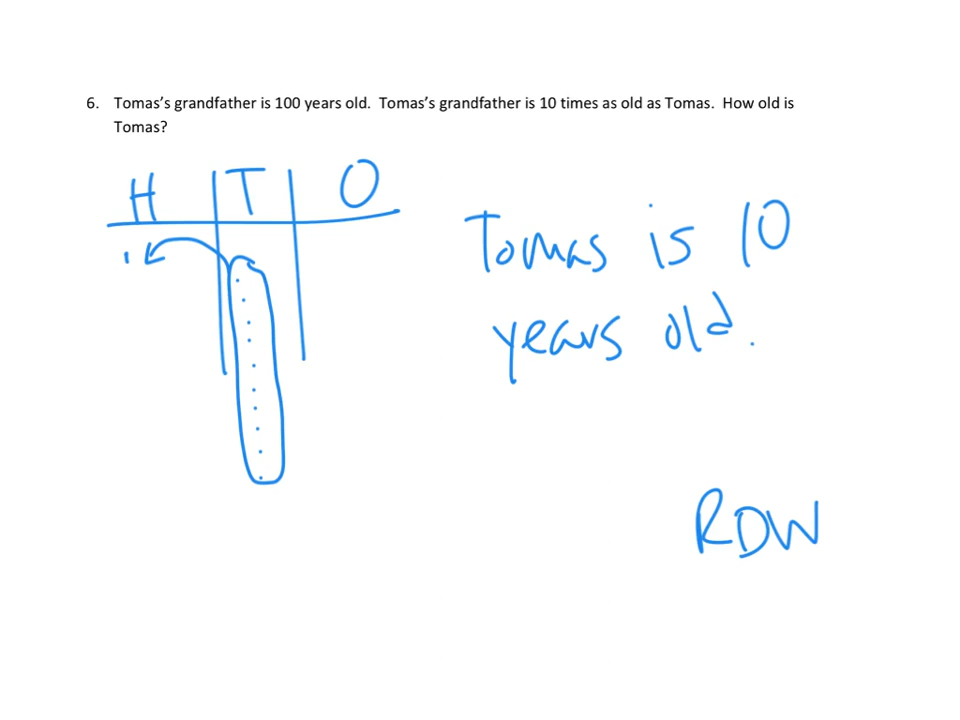 6. Tomas's grandfather is 100 years old. Tomas's grandfather is 10 times as old as Tomas. How old is
Tomas?
H T O
Tomas is 10
years old.
RDW